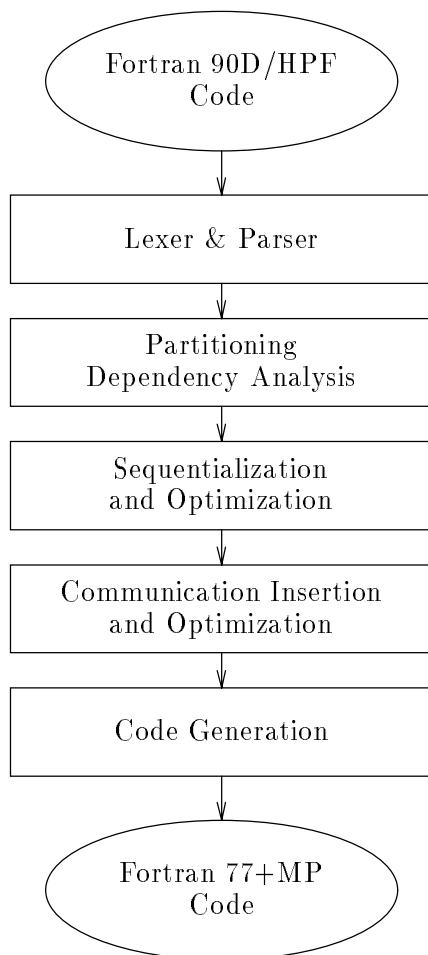 Fortran 90D/HPF
Code
Lexer & Parser
Partitioning
Dependency Analysis
Sequentialization
and Optimization
Communication Insertion
and Optimization
Code Generation
Fortran 77+MP
Code